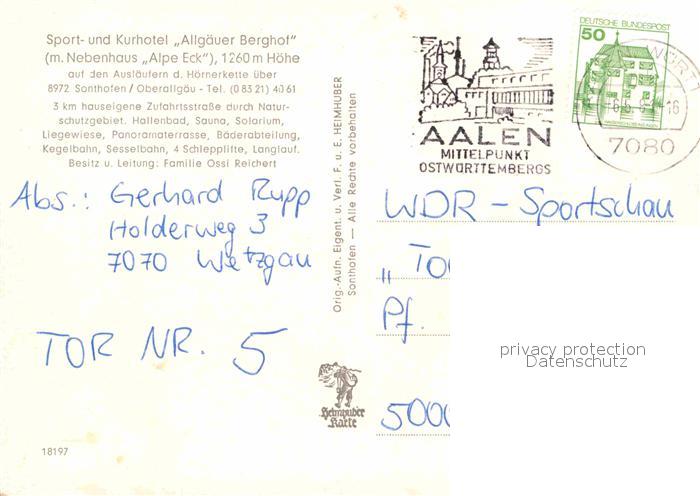 Sport- und Kurhotel „Allgäuer Berghof"
(m. Nebenhaus „Alpe Eck"), 1260 m Höhe
auf den Ausläufern d. Hörnerkette über
8972 Sonthofen / Oberallgäu - Tel. (0 83 21) 40 61
3 km hauseigene Zufahrtsstraße durch Natur-
schutzgebiet. Hallenbad, Sauna, Solarium,
Liegewiese, Panoramaterrasse, Bäderabteilung,
Kegelbahn, Sesselbahn, 4 Schlepplifte, Langlauf.
Besitz u. Leitung: Familie Ossi Reichert
Abs.: Gerhard Rupp
Holderweg 3
7070 Wetzgau
TOR NR. 5
18197
Orig.-Aufn. Eigent. u. Verl. F. u. E. HEIMHUBER
Sonthofen — Alle Rechte vorbehalten
Heimhuber
Karte
AALEN
MITTELPUNKT
OSTWÜRTTEMBERGS
DEUTSCHE BUNDESPOST
50
7080
WDR - Sportschau
„To
Pf.
5000
privacy protection
Datenschutz